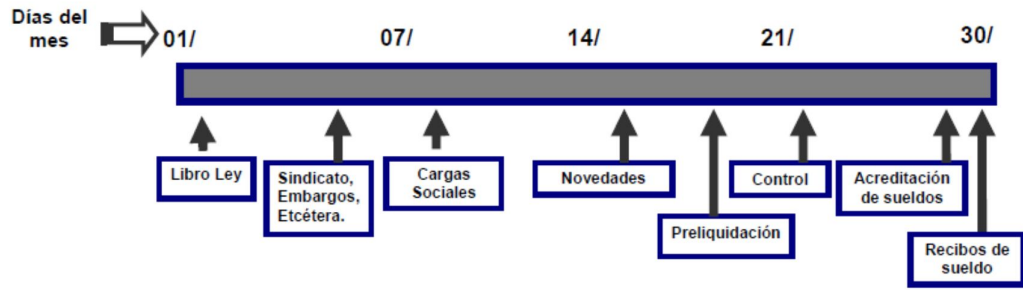 Días del
mes
01/ 07/ 14/ 21/ 30/
Libro Ley
Sindicato,
Embargos,
Etcétera.
Cargas
Sociales
Novedades
Preliquidación
Control
Acreditación
de sueldos
Recibos de
sueldo